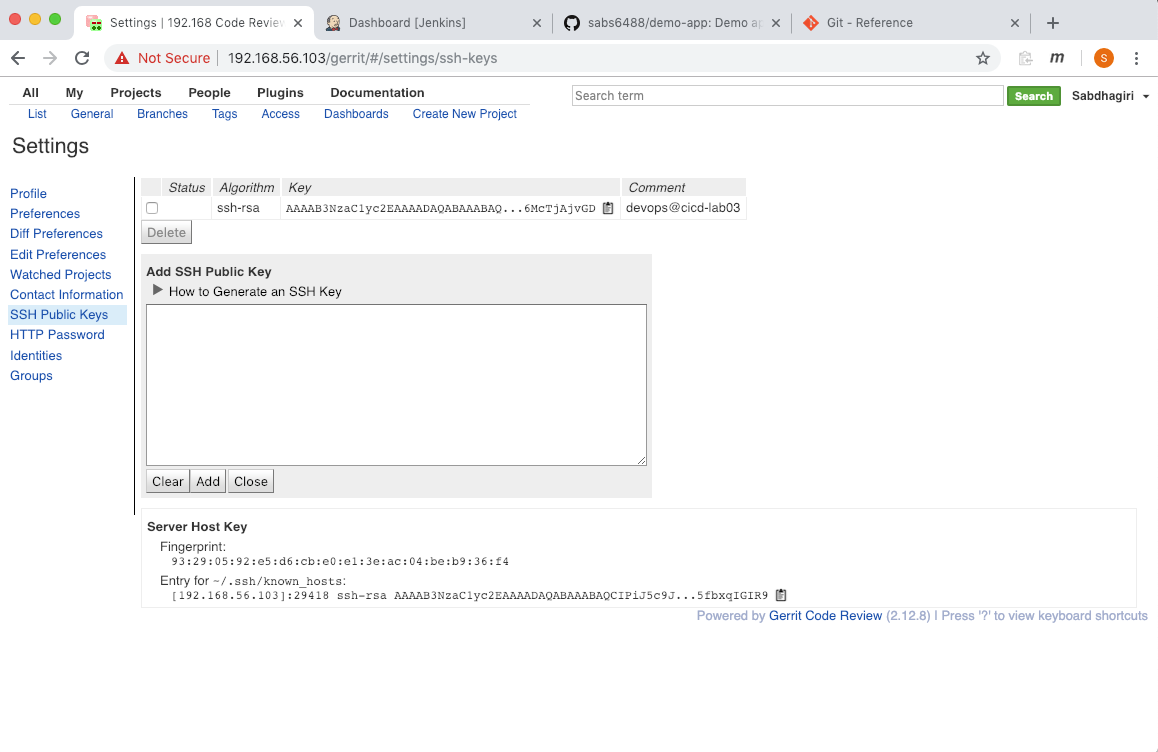 Settings | 192.168 Code Review
Dashboard [Jenkins]
sabs6488/demo-app: Demo ap
Git - Reference
Not Secure
192.168.56.103/gerrit/#/settings/ssh-keys
m
S
All My Projects People Plugins Documentation
Search term
Search
Sabdhagiri
List General Branches Tags Access Dashboards Create New Project
Settings
Profile
Preferences
Diff Preferences
Edit Preferences
Watched Projects
Contact Information
SSH Public Keys
HTTP Password
Identities
Groups
Status Algorithm Key Comment
ssh-rsa AAAAB3NzaC1yc2EAAAADAQABAAABAQ...6McTjAjvGD devops@cicd-lab03
Delete
Add SSH Public Key
How to Generate an SSH Key
Clear Add Close
Server Host Key
Fingerprint:
93:29:05:92:e5:d6:cb:e0:e1:3e:ac:04:be:b9:36:f4
Entry for ~/.ssh/known_hosts:
[192.168.56.103]:29418 ssh-rsa AAAAB3NzaC1yc2EAAAADAQABAAABAQCIPiJ5c9J...5fbxqIGIR9
Powered by Gerrit Code Review (2.12.8) | Press '?' to view keyboard shortcuts